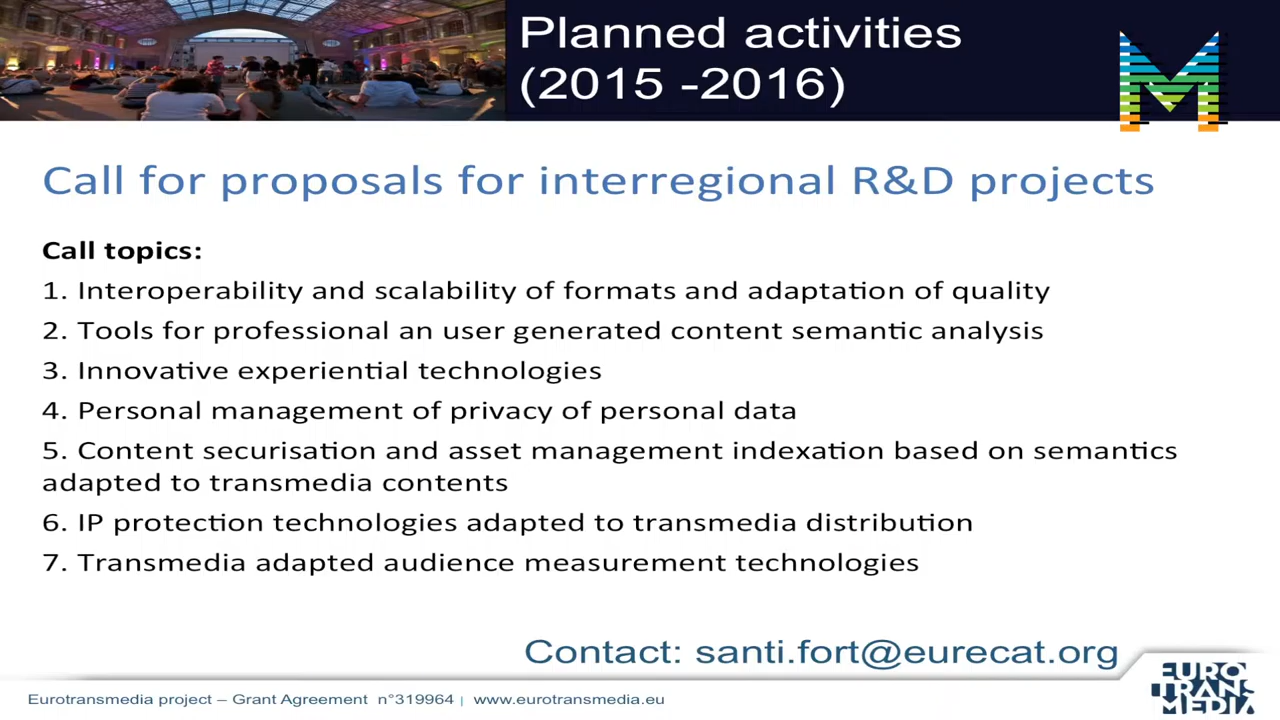 Planned activities
(2015 -2016)
Call for proposals for interregional R&D projects
Call topics:
1. Interoperability and scalability of formats and adaptation of quality
2. Tools for professional an user generated content semantic analysis
3. Innovative experiential technologies
4. Personal management of privacy of personal data
5. Content securisation and asset management indexation based on semantics
adapted to transmedia contents
6. IP protection technologies adapted to transmedia distribution
7. Transmedia adapted audience measurement technologies
Contact: santi.fort@eurecat.org
Eurotransmedia project – Grant Agreement n°319964 | www.eurotransmedia.eu
EURO
TRANS
MEDIA